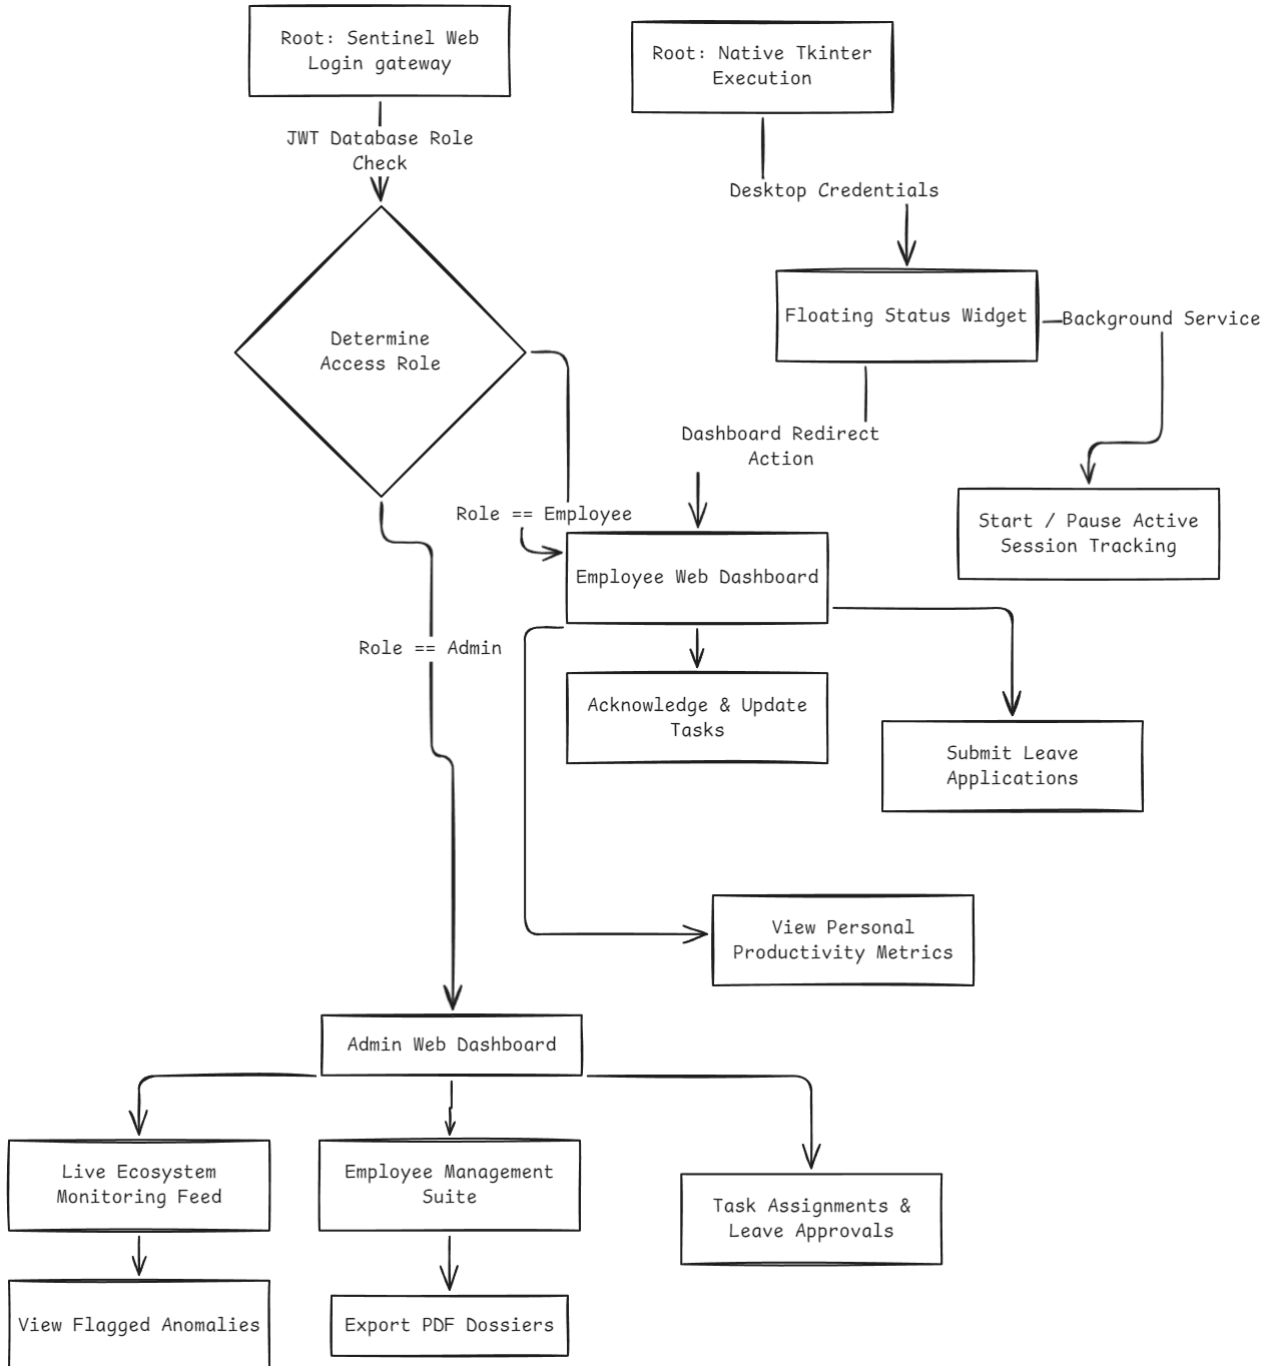 Root: Sentinel Web
Login gateway
Root: Native Tkinter
Execution
JWT Database Role
Check
Desktop Credentials
Determine
Access Role
Floating Status Widget
Background Service
Dashboard Redirect
Action
Role == Employee
Start / Pause Active
Session Tracking
Employee Web Dashboard
Role == Admin
Acknowledge & Update
Tasks
Submit Leave
Applications
View Personal
Productivity Metrics
Admin Web Dashboard
Live Ecosystem
Monitoring Feed
Employee Management
Suite
Task Assignments &
Leave Approvals
View Flagged Anomalies
Export PDF Dossiers